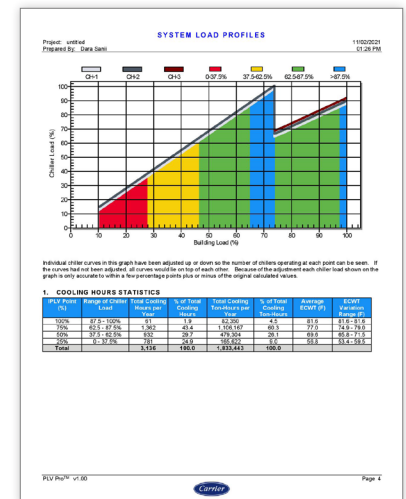 SYSTEM LOAD PROFILES
Project: untitled 11/02/2021
Prepared By: Dara Sanii 01:26 PM
CH-1 CH-2 CH-3 0-37.5% 37.5-62.5% 62.5-87.5% >87.5%
100
90
80
70
60
50
40
30
20
10
0
Chiller Load (%)
0 10 20 30 40 50 60 70 80 90 100
Building Load (%)
Individual chiller curves in this graph have been adjusted up or down so the number of chillers operating at each point can be seen. If
the curves had not been adjusted, all curves would lie on top of each other. Because of the adjustment each chiller load shown on the
graph is only accurate to within a few percentage points plus or minus of the original calculated values.
1. COOLING HOURS STATISTICS
IPLV Point (%) Range of Chiller Load Total Cooling Hours per Year % of Total Cooling Hours Total Cooling Ton-Hours per Year % of Total Cooling Ton-Hours Average ECWT (F) ECWT Variation Range (F)
100% 87.5 - 100% 61 1.9 82,350 4.5 81.6 81.6 - 81.6
75% 62.5 - 87.5% 1,362 43.4 1,106,167 60.3 77.0 74.9 - 79.0
50% 37.5 - 62.5% 932 29.7 479,304 26.1 69.6 65.8 - 71.5
25% 0 - 37.5% 781 24.9 165,622 9.0 58.8 53.4 - 59.5
Total 3,136 100.0 1,833,443 100.0
PLV Pro™ v1.00 Page 4
Carrier